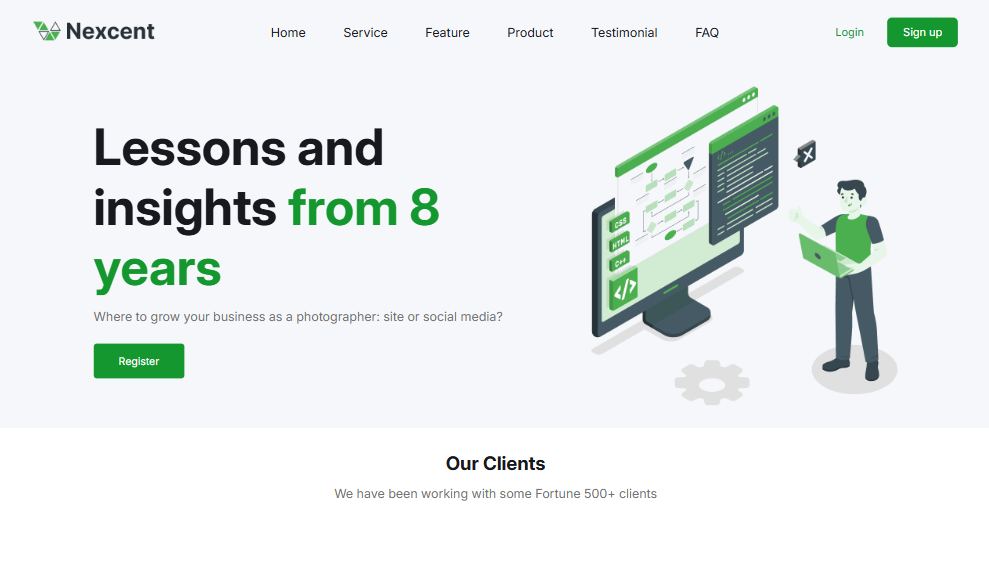 Nexcent
Home Service Feature Product Testimonial FAQ
Login Sign up
Lessons and
insights from 8
years
Where to grow your business as a photographer: site or social media?
Register
CSS
HTML
C++
</>
Our Clients
We have been working with some Fortune 500+ clients